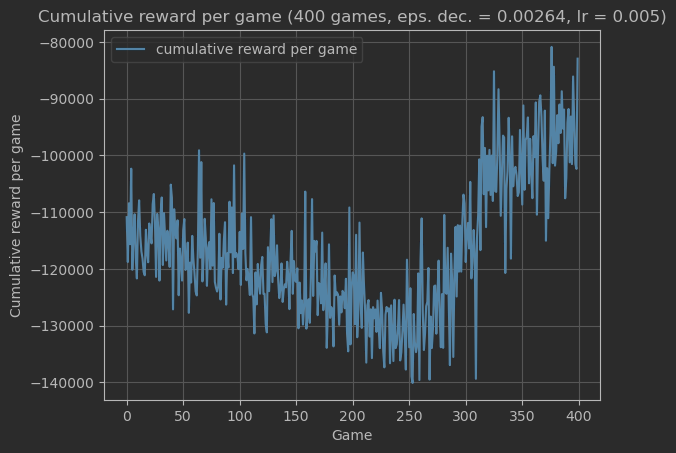 Cumulative reward per game (400 games, eps. dec. = 0.00264, lr = 0.005)
cumulative reward per game
−80000
−90000
−100000
−110000
−120000
−130000
−140000
Cumulative reward per game
0 50 100 150 200 250 300 350 400
Game